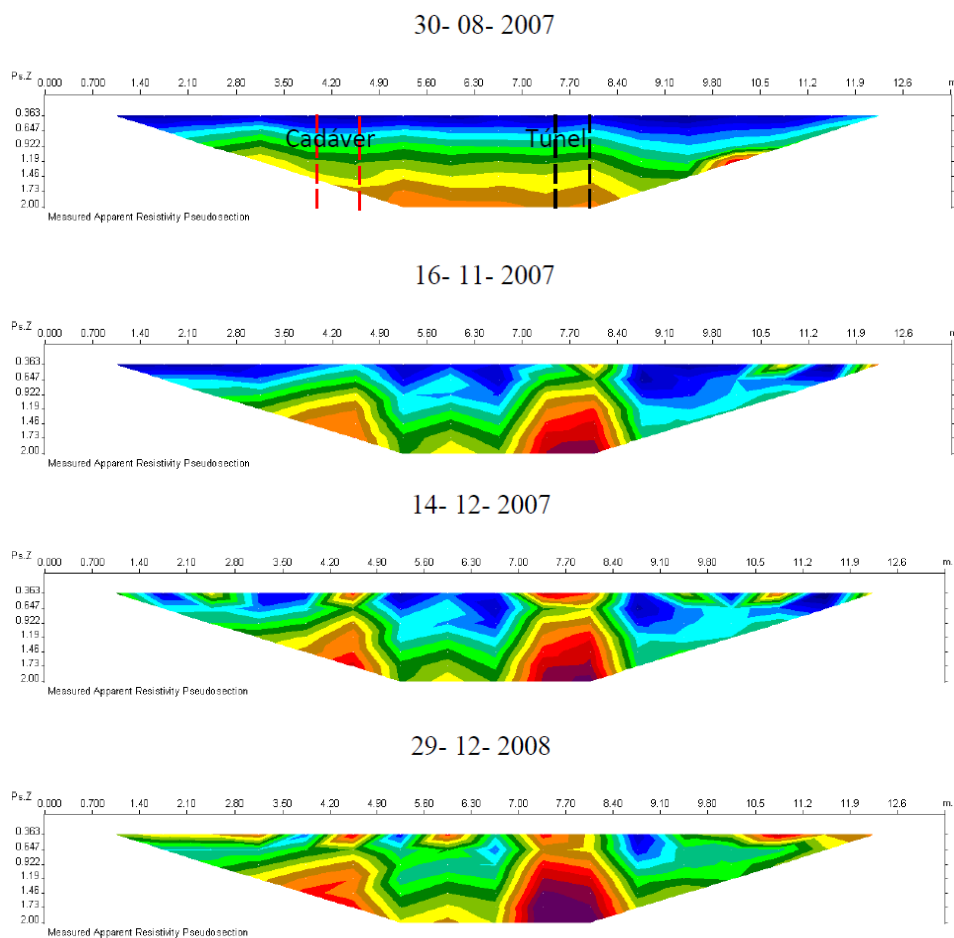 30- 08- 2007
Ps.Z 0.000 0.700 1.40 2.10 2.80 3.50 4.20 4.90 5.60 6.30 7.00 7.70 8.40 9.10 9.80 10.5 11.2 11.9 12.6 m
0.363
0.647
0.922
1.19
1.46
1.73
2.00
Cadáver Túnel
Measured Apparent Resistivity Pseudosection
16- 11- 2007
Ps.Z 0.000 0.700 1.40 2.10 2.80 3.50 4.20 4.90 5.60 6.30 7.00 7.70 8.40 9.10 9.80 10.5 11.2 11.9 12.6 m.
0.363
0.647
0.922
1.19
1.46
1.73
2.00
Measured Apparent Resistivity Pseudosection
14- 12- 2007
Ps.Z 0.000 0.700 1.40 2.10 2.80 3.50 4.20 4.90 5.60 6.30 7.00 7.70 8.40 9.10 9.80 10.5 11.2 11.9 12.6 m.
0.363
0.647
0.922
1.19
1.46
1.73
2.00
Measured Apparent Resistivity Pseudosection
29- 12- 2008
Ps.Z 0.000 0.700 1.40 2.10 2.80 3.50 4.20 4.90 5.60 6.30 7.00 7.70 8.40 9.10 9.80 10.5 11.2 11.9 12.6 m.
0.363
0.647
0.922
1.19
1.46
1.73
2.00
Measured Apparent Resistivity Pseudosection